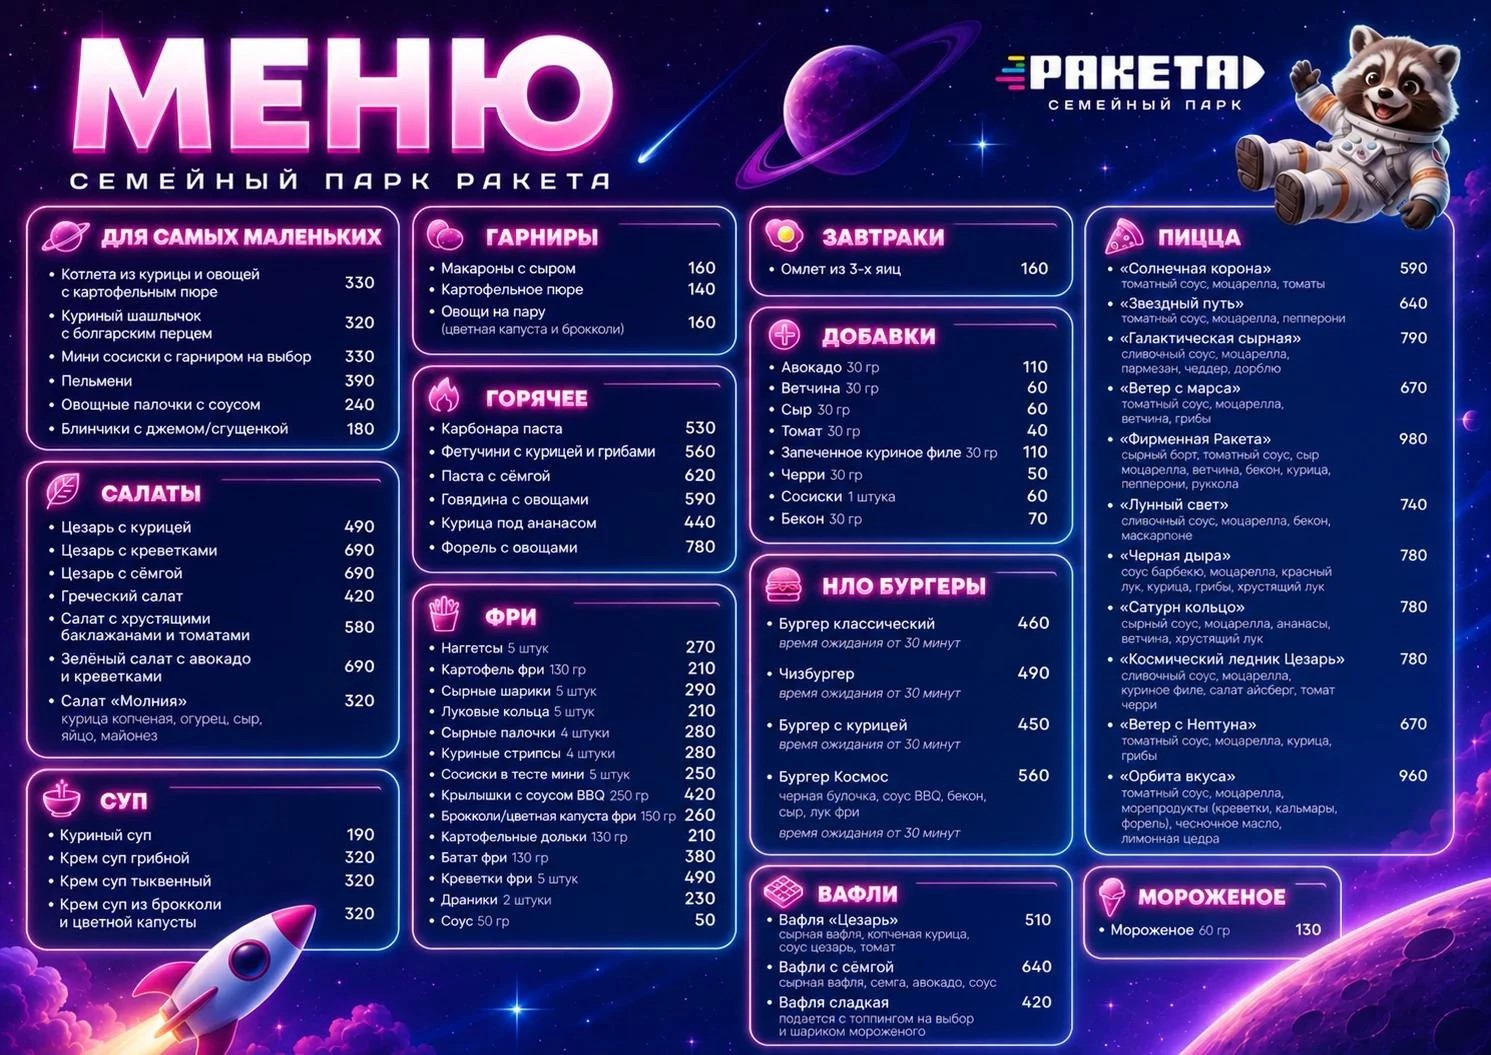 МЕНЮ
СЕМЕЙНЫЙ ПАРК РАКЕТА
РАКЕТА
СЕМЕЙНЫЙ ПАРК
ДЛЯ САМЫХ МАЛЕНЬКИХ
• Котлета из курицы и овощей
с картофельным пюре 330
• Куриный шашлычок
с болгарским перцем 320
• Мини сосиски с гарниром на выбор 330
• Пельмени 390
• Овощные палочки с соусом 240
• Блинчики с джемом/сгущенкой 180
САЛАТЫ
• Цезарь с курицей 490
• Цезарь с креветками 690
• Цезарь с сёмгой 690
• Греческий салат 420
• Салат с хрустящими
баклажанами и томатами 580
• Зелёный салат с авокадо
и креветками 690
• Салат «Молния» 320
курица копченая, огурец, сыр,
яйцо, майонез
СУП
• Куриный суп 190
• Крем суп грибной 320
• Крем суп тыквенный 320
• Крем суп из брокколи
и цветной капусты 320
ГАРНИРЫ
• Макароны с сыром 160
• Картофельное пюре 140
• Овощи на пару
(цветная капуста и брокколи) 160
ГОРЯЧЕЕ
• Карбонара паста 530
• Фетучини с курицей и грибами 560
• Паста с сёмгой 620
• Говядина с овощами 590
• Курица под ананасом 440
• Форель с овощами 780
ФРИ
• Наггетсы 5 штук 270
• Картофель фри 130 гр 210
• Сырные шарики 5 штук 290
• Луковые кольца 5 штук 210
• Сырные палочки 4 штуки 280
• Куриные стрипсы 4 штуки 280
• Сосиски в тесте мини 5 штук 250
• Крылышки с соусом BBQ 250 гр 420
• Брокколи/цветная капуста фри 150 гр 260
• Картофельные дольки 130 гр 210
• Батат фри 130 гр 380
• Креветки фри 5 штук 490
• Драники 2 штуки 230
• Соус 50 гр 50
ЗАВТРАКИ
• Омлет из 3-х яиц 160
ДОБАВКИ
• Авокадо 30 гр 110
• Ветчина 30 гр 60
• Сыр 30 гр 60
• Томат 30 гр 40
• Запеченное куриное филе 30 гр 110
• Черри 30 гр 50
• Сосиски 1 штука 60
• Бекон 30 гр 70
НЛО БУРГЕРЫ
• Бургер классический 460
время ожидания от 30 минут
• Чизбургер 490
время ожидания от 30 минут
• Бургер с курицей 450
время ожидания от 30 минут
• Бургер Космос 560
черная булочка, соус BBQ, бекон,
сыр, лук фри
время ожидания от 30 минут
ВАФЛИ
• Вафля «Цезарь» 510
сырная вафля, копченая курица,
соус цезарь, томат
• Вафли с сёмгой 640
сырная вафля, семга, авокадо, соус
• Вафля сладкая 420
подается с топпингом на выбор
и шариком мороженого
ПИЦЦА
• «Солнечная корона» 590
томатный соус, моцарелла, томаты
• «Звездный путь» 640
томатный соус, моцарелла, пепперони
• «Галактическая сырная» 790
сливочный соус, моцарелла,
пармезан, чеддер, дорблю
• «Ветер с марса» 670
томатный соус, моцарелла,
ветчина, грибы
• «Фирменная Ракета» 980
сырный борт, томатный соус, сыр
моцарелла, ветчина, бекон, курица,
пепперони, руккола
• «Лунный свет» 740
сливочный соус, моцарелла, бекон,
маскарпоне
• «Черная дыра» 780
соус барбекю, моцарелла, красный
лук, курица, грибы, хрустящий лук
• «Сатурн кольцо» 780
сырный соус, моцарелла, ананасы,
ветчина, хрустящий лук
• «Космический ледник Цезарь» 780
сливочный соус, моцарелла,
куриное филе, салат айсберг, томат
черри
• «Ветер с Нептуна» 670
томатный соус, моцарелла, курица,
грибы
• «Орбита вкуса» 960
томатный соус, моцарелла,
морепродукты (креветки, кальмары,
форель), чесночное масло,
лимонная цедра
МОРОЖЕНОЕ
• Мороженое 60 гр 130